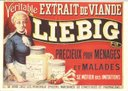 Véritable EXTRAIT DE VIANDE
LIEBIG
PRÉCIEUX POUR MÉNAGES
ET MALADES
SE MÉFIER DES IMITATIONS